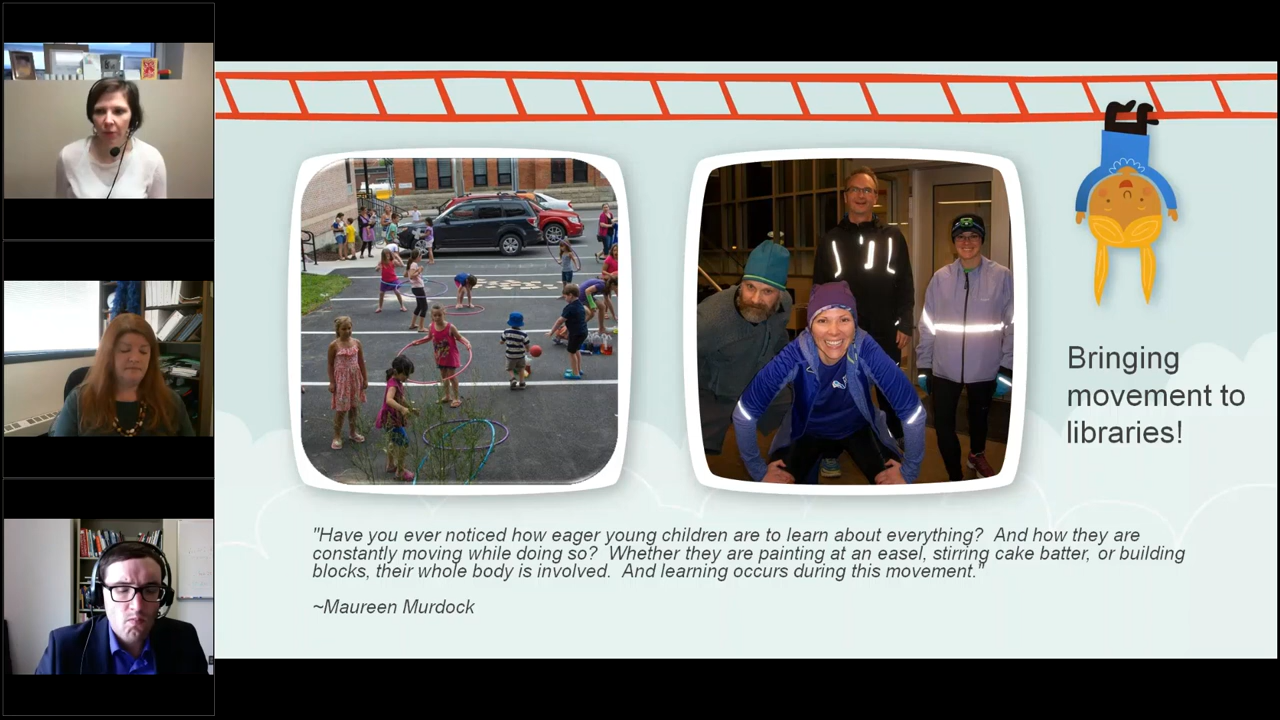 Bringing
movement to
libraries!
"Have you ever noticed how eager young children are to learn about everything?  And how they are
constantly moving while doing so?  Whether they are painting at an easel, stirring cake batter, or building
blocks, their whole body is involved.  And learning occurs during this movement."
~Maureen Murdock